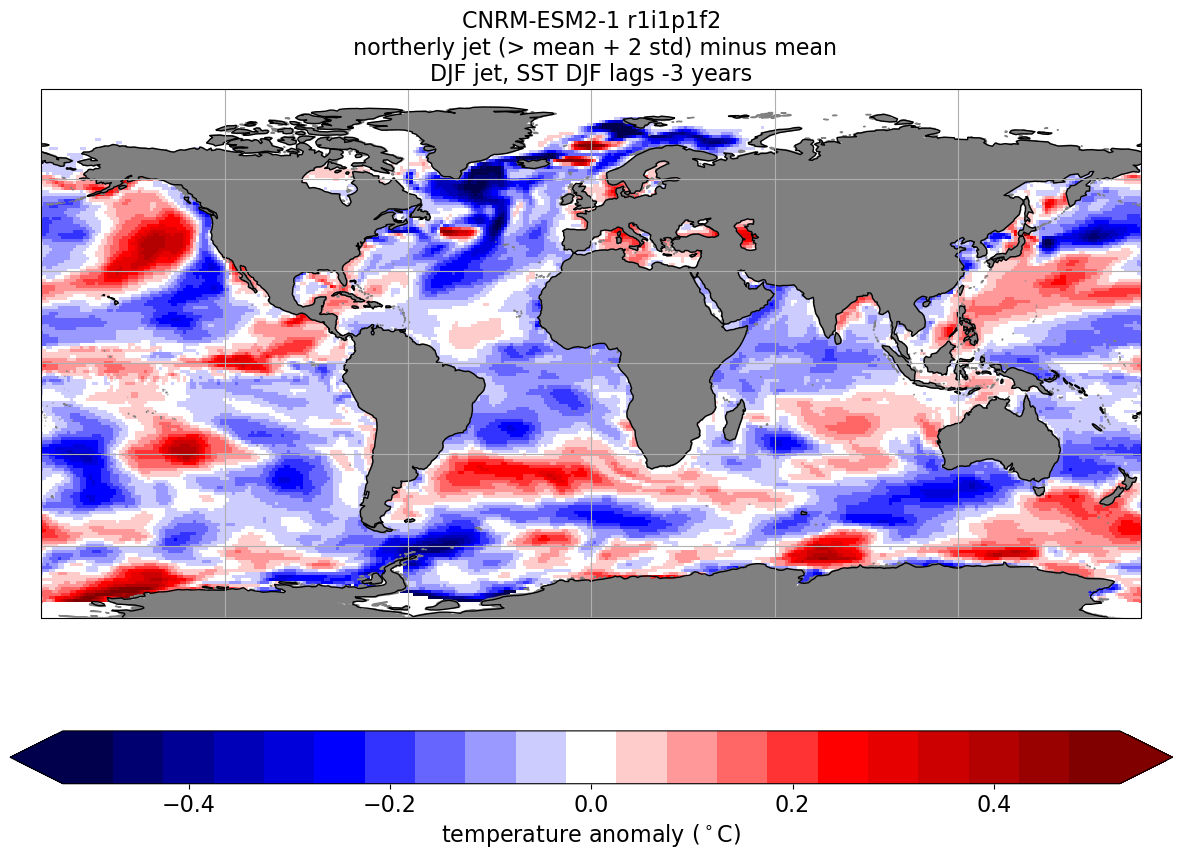 CNRM-ESM2-1 r1i1p1f2
northerly jet (> mean + 2 std) minus mean
DJF jet, SST DJF lags -3 years
−0.4 −0.2 0.0 0.2 0.4
temperature anomaly (°C)